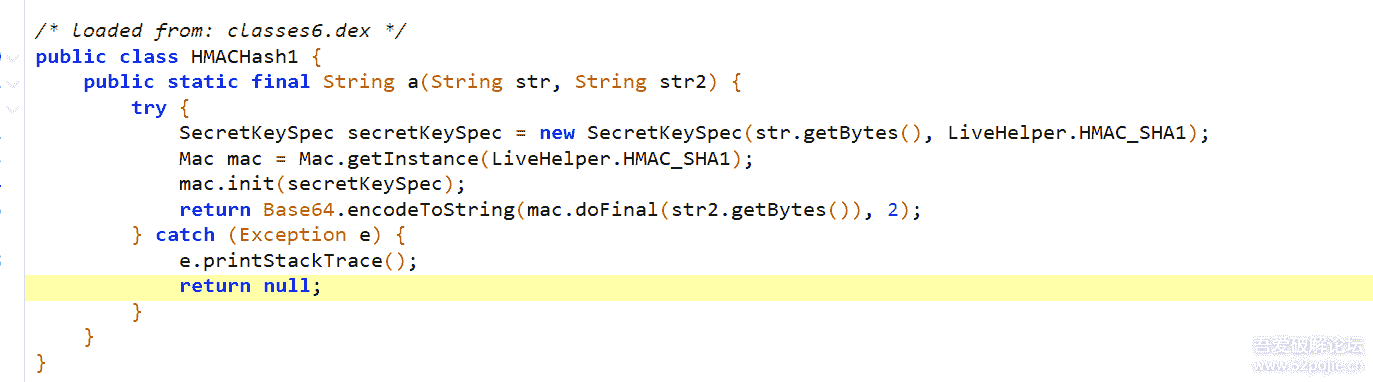 /* loaded from: classes6.dex */
public class HMACHash1 {
public static final String a(String str, String str2) {
try {
SecretKeySpec secretKeySpec = new SecretKeySpec(str.getBytes(), LiveHelper.HMAC_SHA1);
Mac mac = Mac.getInstance(LiveHelper.HMAC_SHA1);
mac.init(secretKeySpec);
return Base64.encodeToString(mac.doFinal(str2.getBytes()), 2);
} catch (Exception e) {
e.printStackTrace();
return null;
}
}
}
吾爱破解论坛
www.52pojie.cn